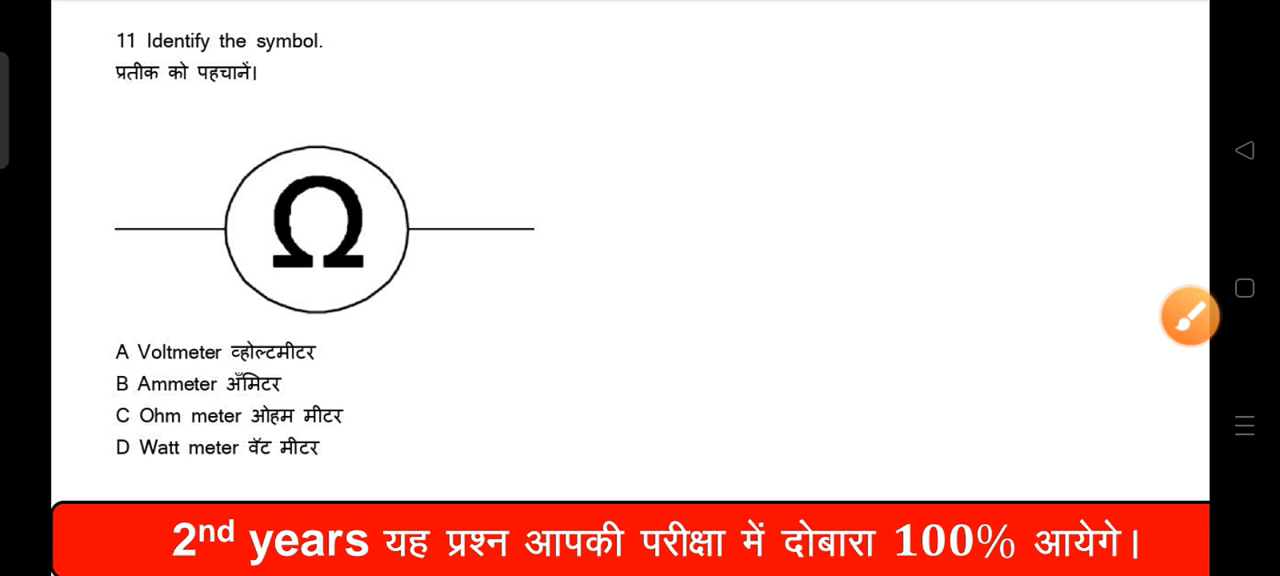 11 Identify the symbol.
प्रतीक को पहचानें।
Ω
A Voltmeter व्होल्टमीटर
B Ammeter अँमिटर
C Ohm meter ओहम मीटर
D Watt meter वॅट मीटर
2nd years यह प्रश्न आपकी परीक्षा में दोबारा 100% आयेगे।